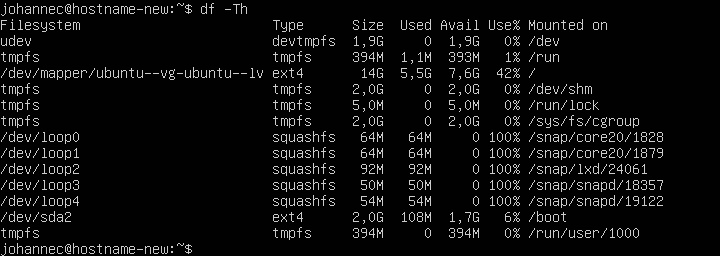 johannec@hostname-new:~$ df -Th
Filesystem                        Type      Size  Used Avail Use% Mounted on
udev                              devtmpfs  1,9G     0  1,9G   0% /dev
tmpfs                             tmpfs     394M  1,1M  393M   1% /run
/dev/mapper/ubuntu--vg-ubuntu--lv ext4       14G  5,5G  7,6G  42% /
tmpfs                             tmpfs     2,0G     0  2,0G   0% /dev/shm
tmpfs                             tmpfs     5,0M     0  5,0M   0% /run/lock
tmpfs                             tmpfs     2,0G     0  2,0G   0% /sys/fs/cgroup
/dev/loop0                        squashfs   64M   64M     0 100% /snap/core20/1828
/dev/loop1                        squashfs   64M   64M     0 100% /snap/core20/1879
/dev/loop2                        squashfs   92M   92M     0 100% /snap/lxd/24061
/dev/loop3                        squashfs   50M   50M     0 100% /snap/snapd/18357
/dev/loop4                        squashfs   54M   54M     0 100% /snap/snapd/19122
/dev/sda2                         ext4      2,0G  108M  1,7G   6% /boot
tmpfs                             tmpfs     394M     0  394M   0% /run/user/1000
johannec@hostname-new:~$